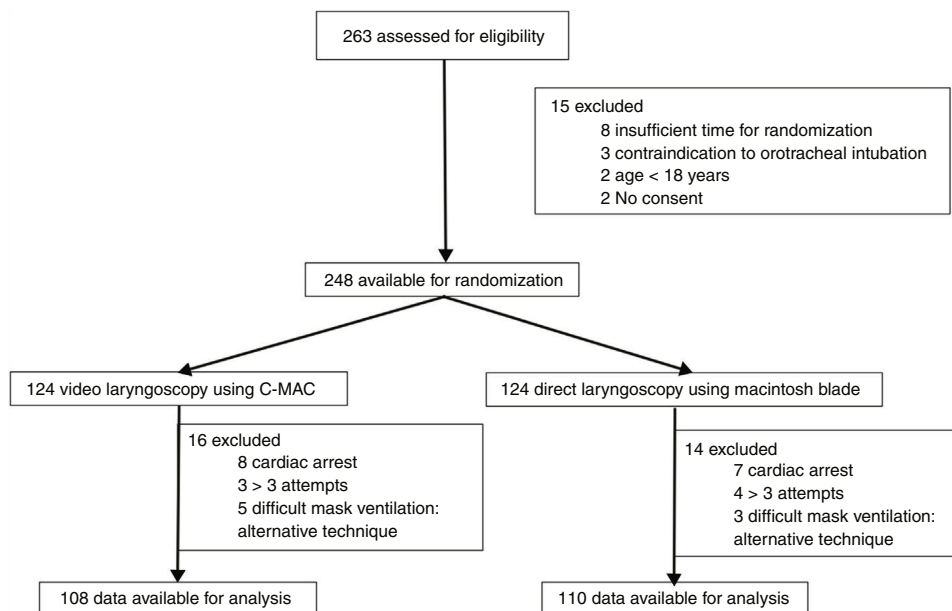 263 assessed for eligibility
15 excluded
8 insufficient time for randomization
3 contraindication to orotracheal intubation
2 age < 18 years
2 No consent
248 available for randomization
124 video laryngoscopy using C-MAC
124 direct laryngoscopy using macintosh blade
16 excluded
8 cardiac arrest
3 > 3 attempts
5 difficult mask ventilation:
alternative technique
14 excluded
7 cardiac arrest
4 > 3 attempts
3 difficult mask ventilation:
alternative technique
108 data available for analysis
110 data available for analysis